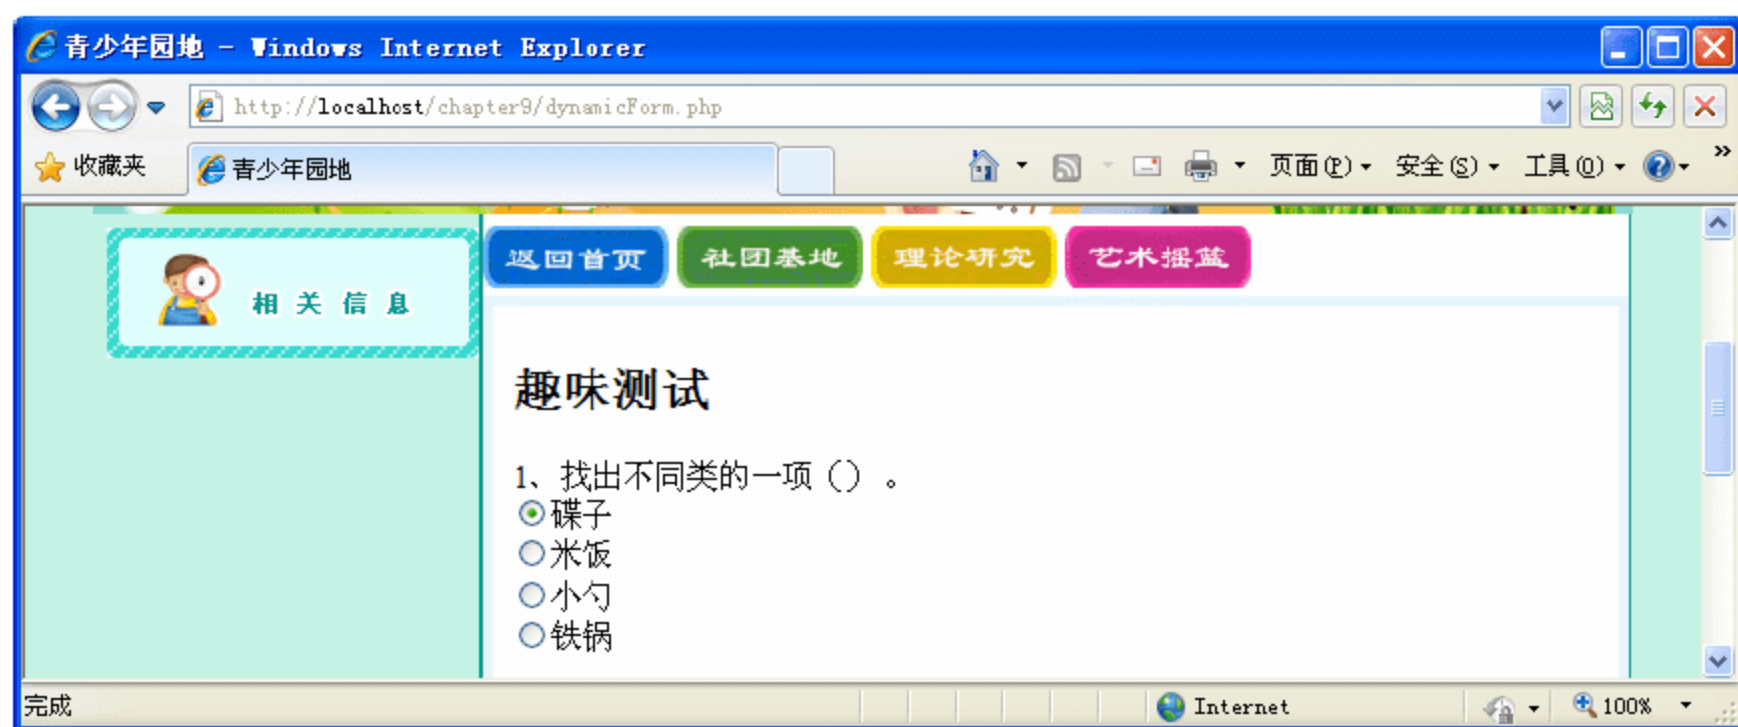 青少年园地 - Windows Internet Explorer
http://localhost/chapter9/dynamicForm.php
收藏夹 青少年园地 页面(P) 安全(S) 工具(O) »
相关信息
返回首页 社团基地 理论研究 艺术摇篮
趣味测试
1、找出不同类的一项（）。
碟子
米饭
小勺
铁锅
完成 Internet 100%